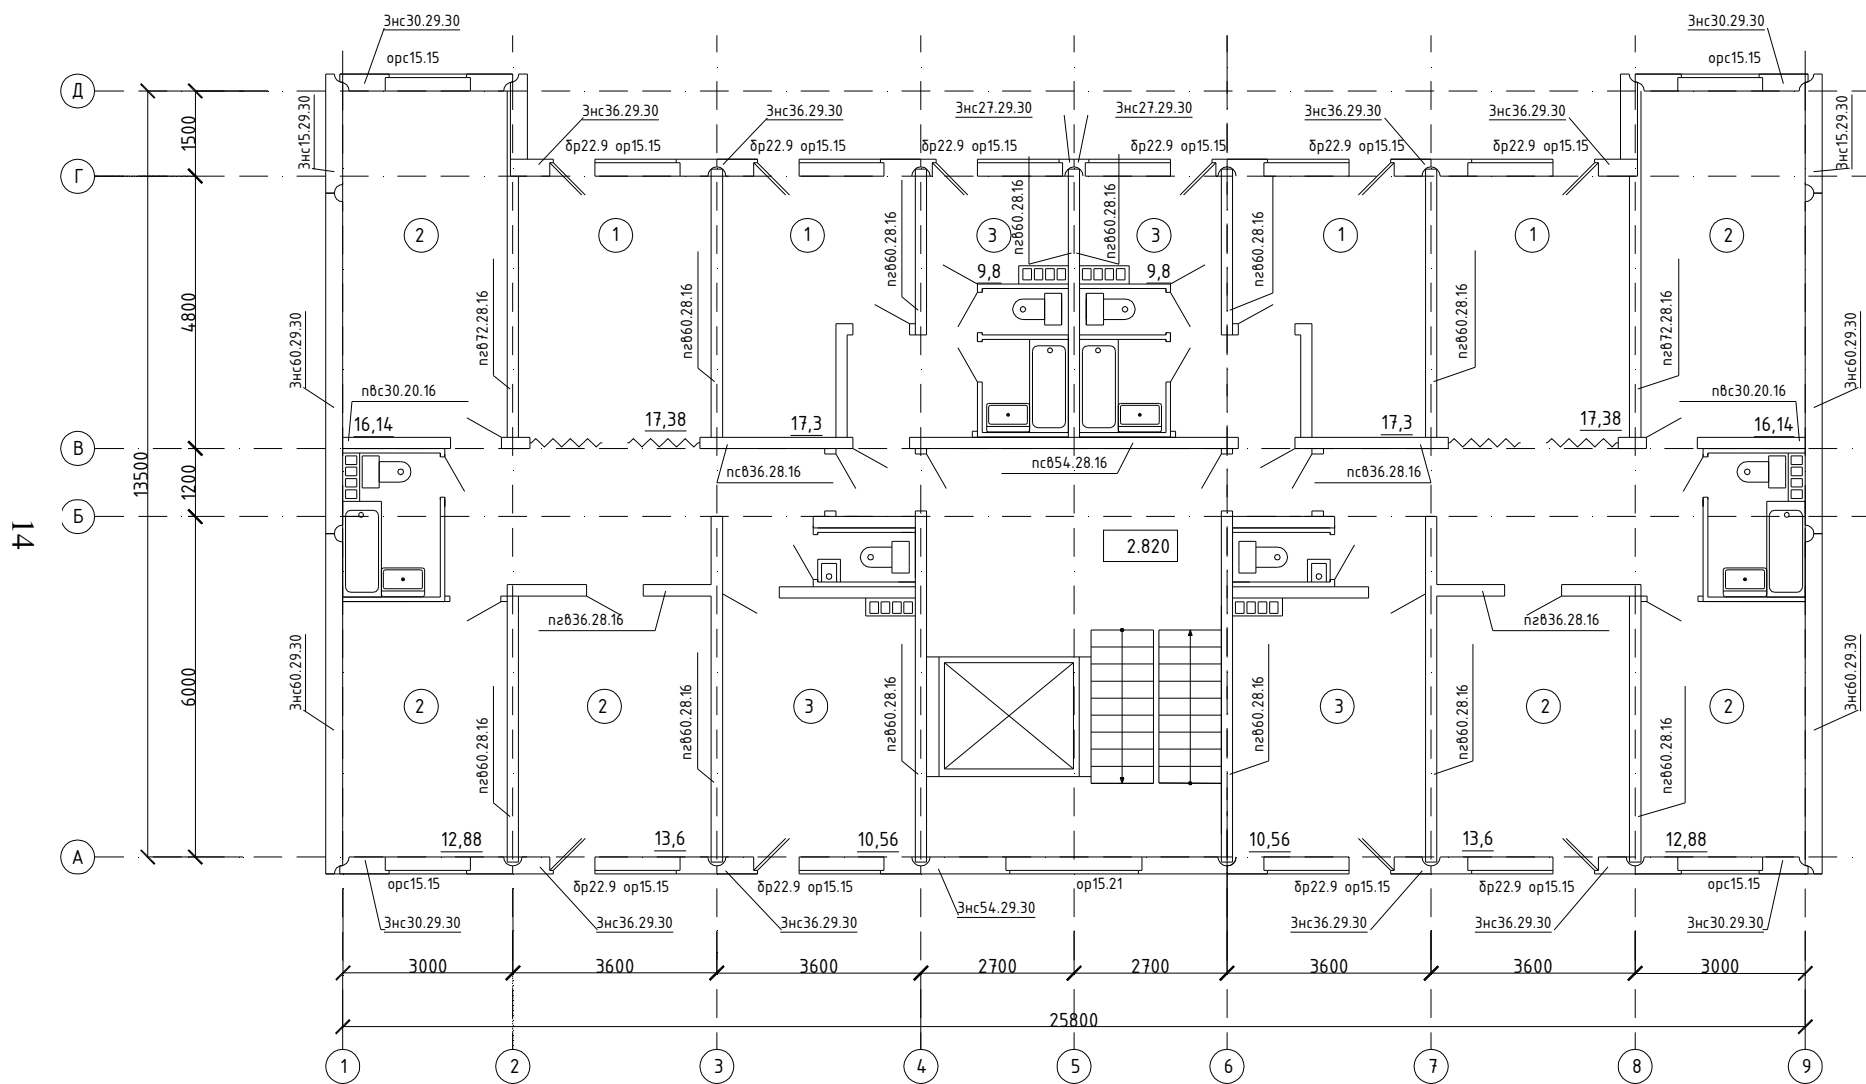 3нс30.29.30
3нс30.29.30
орс15.15
орс15.15
Д
3нс15.29.30
3нс36.29.30
3нс36.29.30
3нс27.29.30
3нс27.29.30
3нс36.29.30
3нс36.29.30
3нс15.29.30
1500
бр22.9 ор15.15
бр22.9 ор15.15
бр22.9 ор15.15
бр22.9 ор15.15
бр22.9 ор15.15
бр22.9 ор15.15
Г
2
1
1
3
3
1
1
2
пгв60.28.16
пгв60.28.16
пгв60.28.16
пгв60.28.16
9,8
9,8
4800
3нс60.29.30
пгв72.28.16
пгв60.28.16
пгв60.28.16
пгв72.28.16
3нс60.29.30
пвс30.20.16
пвс30.20.16
16,14
17,38
17,3
17,3
17,38
16,14
В
13500
1200
псв36.28.16
псв54.28.16
псв36.28.16
Б
14
2.820
пгв36.28.16
пгв36.28.16
3нс60.29.30
3нс60.29.30
6000
2
2
3
3
2
2
пгв60.28.16
пгв60.28.16
пгв60.28.16
пгв60.28.16
пгв60.28.16
пгв60.28.16
12,88
13,6
10,56
10,56
13,6
12,88
А
орс15.15
бр22.9 ор15.15
бр22.9 ор15.15
ор15.21
бр22.9 ор15.15
бр22.9 ор15.15
орс15.15
3нс30.29.30
3нс36.29.30
3нс36.29.30
3нс54.29.30
3нс36.29.30
3нс36.29.30
3нс30.29.30
3000
3600
3600
2700
2700
3600
3600
3000
25800
1
2
3
4
5
6
7
8
9